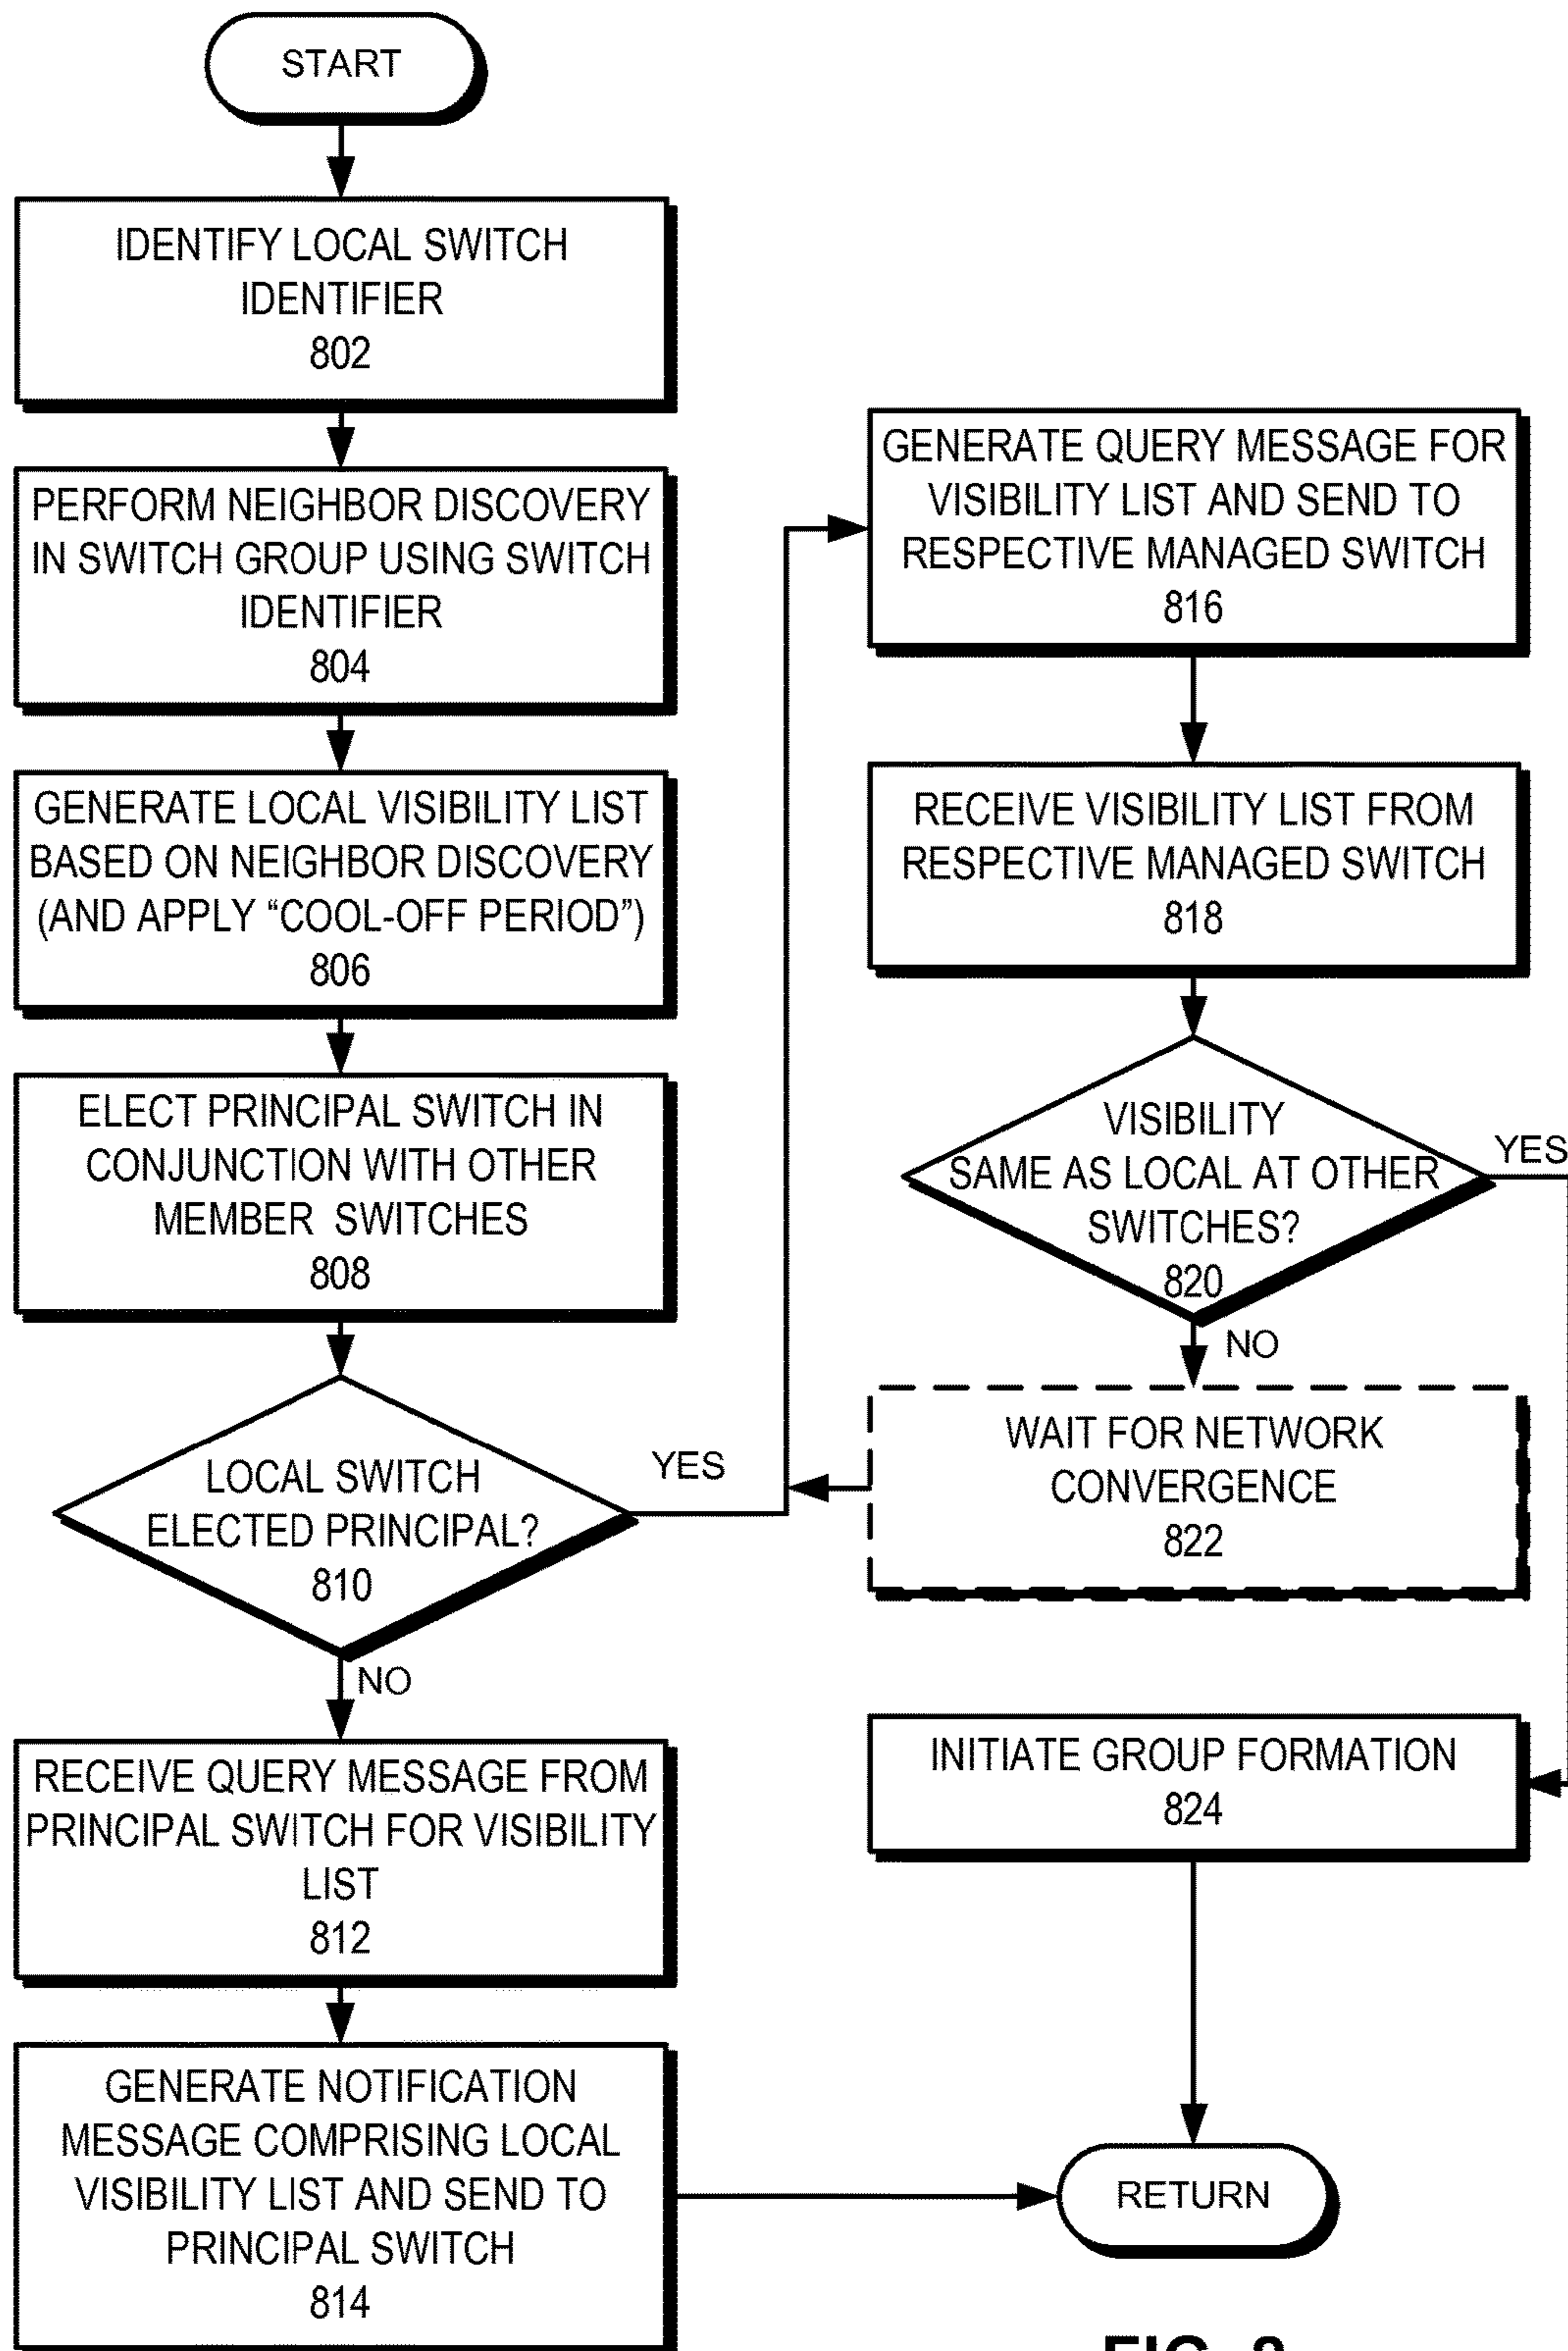 START
IDENTIFY LOCAL SWITCH
IDENTIFIER
802
PERFORM NEIGHBOR DISCOVERY
IN SWITCH GROUP USING SWITCH
IDENTIFIER
804
GENERATE LOCAL VISIBILITY LIST
BASED ON NEIGHBOR DISCOVERY
(AND APPLY “COOL-OFF PERIOD”)
806
ELECT PRINCIPAL SWITCH IN
CONJUNCTION WITH OTHER
MEMBER SWITCHES
808
LOCAL SWITCH
ELECTED PRINCIPAL?
810
YES
NO
RECEIVE QUERY MESSAGE FROM
PRINCIPAL SWITCH FOR VISIBILITY
LIST
812
GENERATE NOTIFICATION
MESSAGE COMPRISING LOCAL
VISIBILITY LIST AND SEND TO
PRINCIPAL SWITCH
814
GENERATE QUERY MESSAGE FOR
VISIBILITY LIST AND SEND TO
RESPECTIVE MANAGED SWITCH
816
RECEIVE VISIBILITY LIST FROM
RESPECTIVE MANAGED SWITCH
818
VISIBILITY
SAME AS LOCAL AT OTHER
SWITCHES?
820
YES
NO
WAIT FOR NETWORK
CONVERGENCE
822
INITIATE GROUP FORMATION
824
RETURN